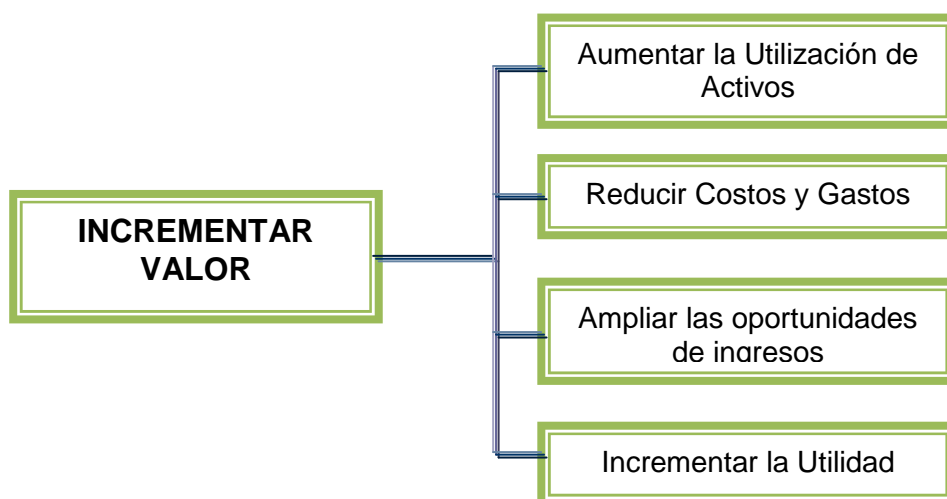 Aumentar la Utilización de
Activos
Reducir Costos y Gastos
INCREMENTAR
VALOR
Ampliar las oportunidades
de ingresos
Incrementar la Utilidad